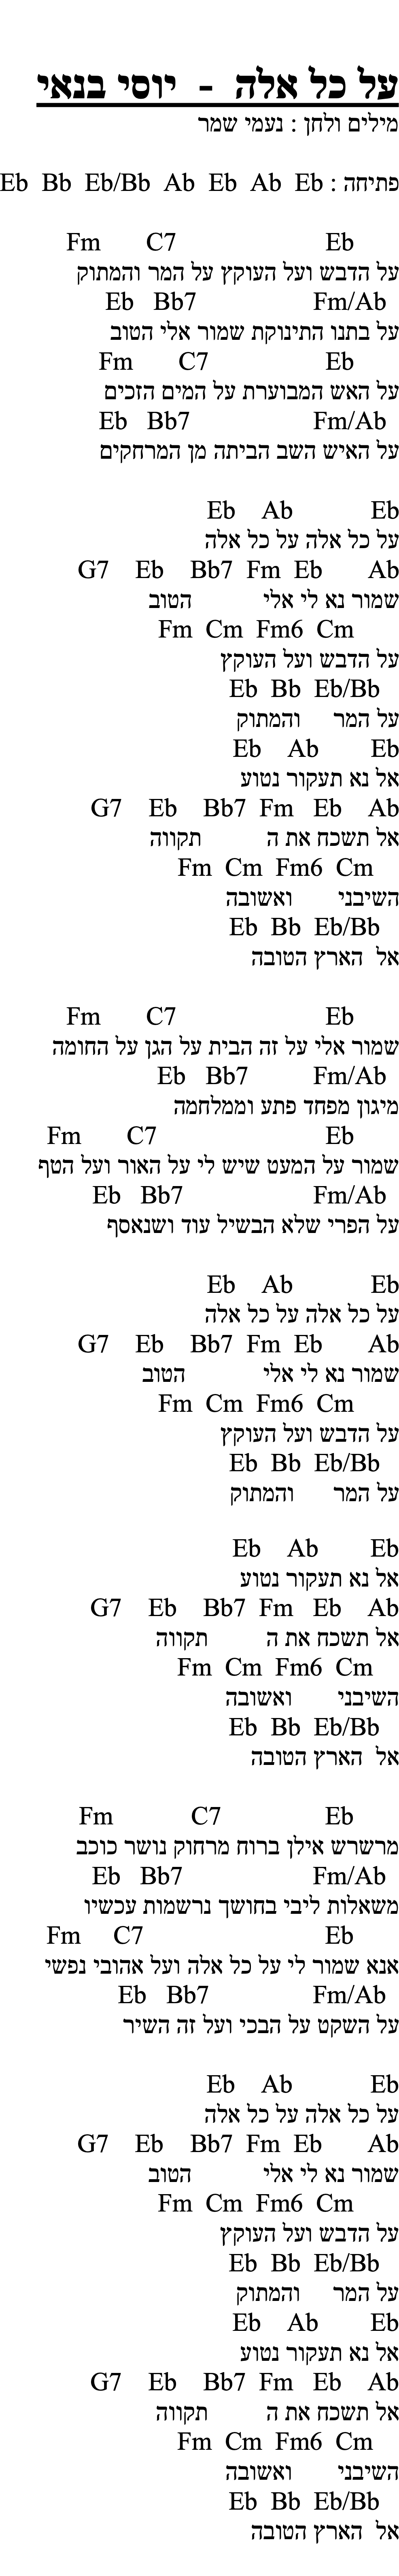 על כל אלה - יוסי בנאי
מילים ולחן : נעמי שמר
פתיחה : Eb Bb Eb/Bb Ab Eb Ab Eb
Fm C7 Eb
על הדבש ועל העוקץ על המר והמתוק
Eb Bb7 Fm/Ab
על בתנו התינוקת שמור אלי הטוב
Fm C7 Eb
על האש המבוערת על המים הזכים
Eb Bb7 Fm/Ab
על האיש השב הביתה מן המרחקים
Eb Ab Eb
על כל אלה על כל אלה
G7 Eb Bb7 Fm Eb Ab
שמור נא לי אלי הטוב
Fm Cm Fm6 Cm
על הדבש ועל העוקץ
Eb Bb Eb/Bb
על המר והמתוק
Eb Ab Eb
אל נא תעקור נטוע
G7 Eb Bb7 Fm Eb Ab
אל תשכח את ה תקווה
Fm Cm Fm6 Cm
השיבני ואשובה
Eb Bb Eb/Bb
אל הארץ הטובה
Fm C7 Eb
שמור אלי על זה הבית על הגן על החומה
Eb Bb7 Fm/Ab
מיגון מפחד פתע וממלחמה
Fm C7 Eb
שמור על המעט שיש לי על האור ועל הטף
Eb Bb7 Fm/Ab
על הפרי שלא הבשיל עוד ושנאסף
Eb Ab Eb
על כל אלה על כל אלה
G7 Eb Bb7 Fm Eb Ab
שמור נא לי אלי הטוב
Fm Cm Fm6 Cm
על הדבש ועל העוקץ
Eb Bb Eb/Bb
על המר והמתוק
Eb Ab Eb
אל נא תעקור נטוע
G7 Eb Bb7 Fm Eb Ab
אל תשכח את ה תקווה
Fm Cm Fm6 Cm
השיבני ואשובה
Eb Bb Eb/Bb
אל הארץ הטובה
Fm C7 Eb
מרשרש אילן ברוח מרחוק נושר כוכב
Eb Bb7 Fm/Ab
משאלות ליבי בחושך נרשמות עכשיו
Fm C7 Eb
אנא שמור לי על כל אלה ועל אהובי נפשי
Eb Bb7 Fm/Ab
על השקט על הבכי ועל זה השיר
Eb Ab Eb
על כל אלה על כל אלה
G7 Eb Bb7 Fm Eb Ab
שמור נא לי אלי הטוב
Fm Cm Fm6 Cm
על הדבש ועל העוקץ
Eb Bb Eb/Bb
על המר והמתוק
Eb Ab Eb
אל נא תעקור נטוע
G7 Eb Bb7 Fm Eb Ab
אל תשכח את ה תקווה
Fm Cm Fm6 Cm
השיבני ואשובה
Eb Bb Eb/Bb
אל הארץ הטובה